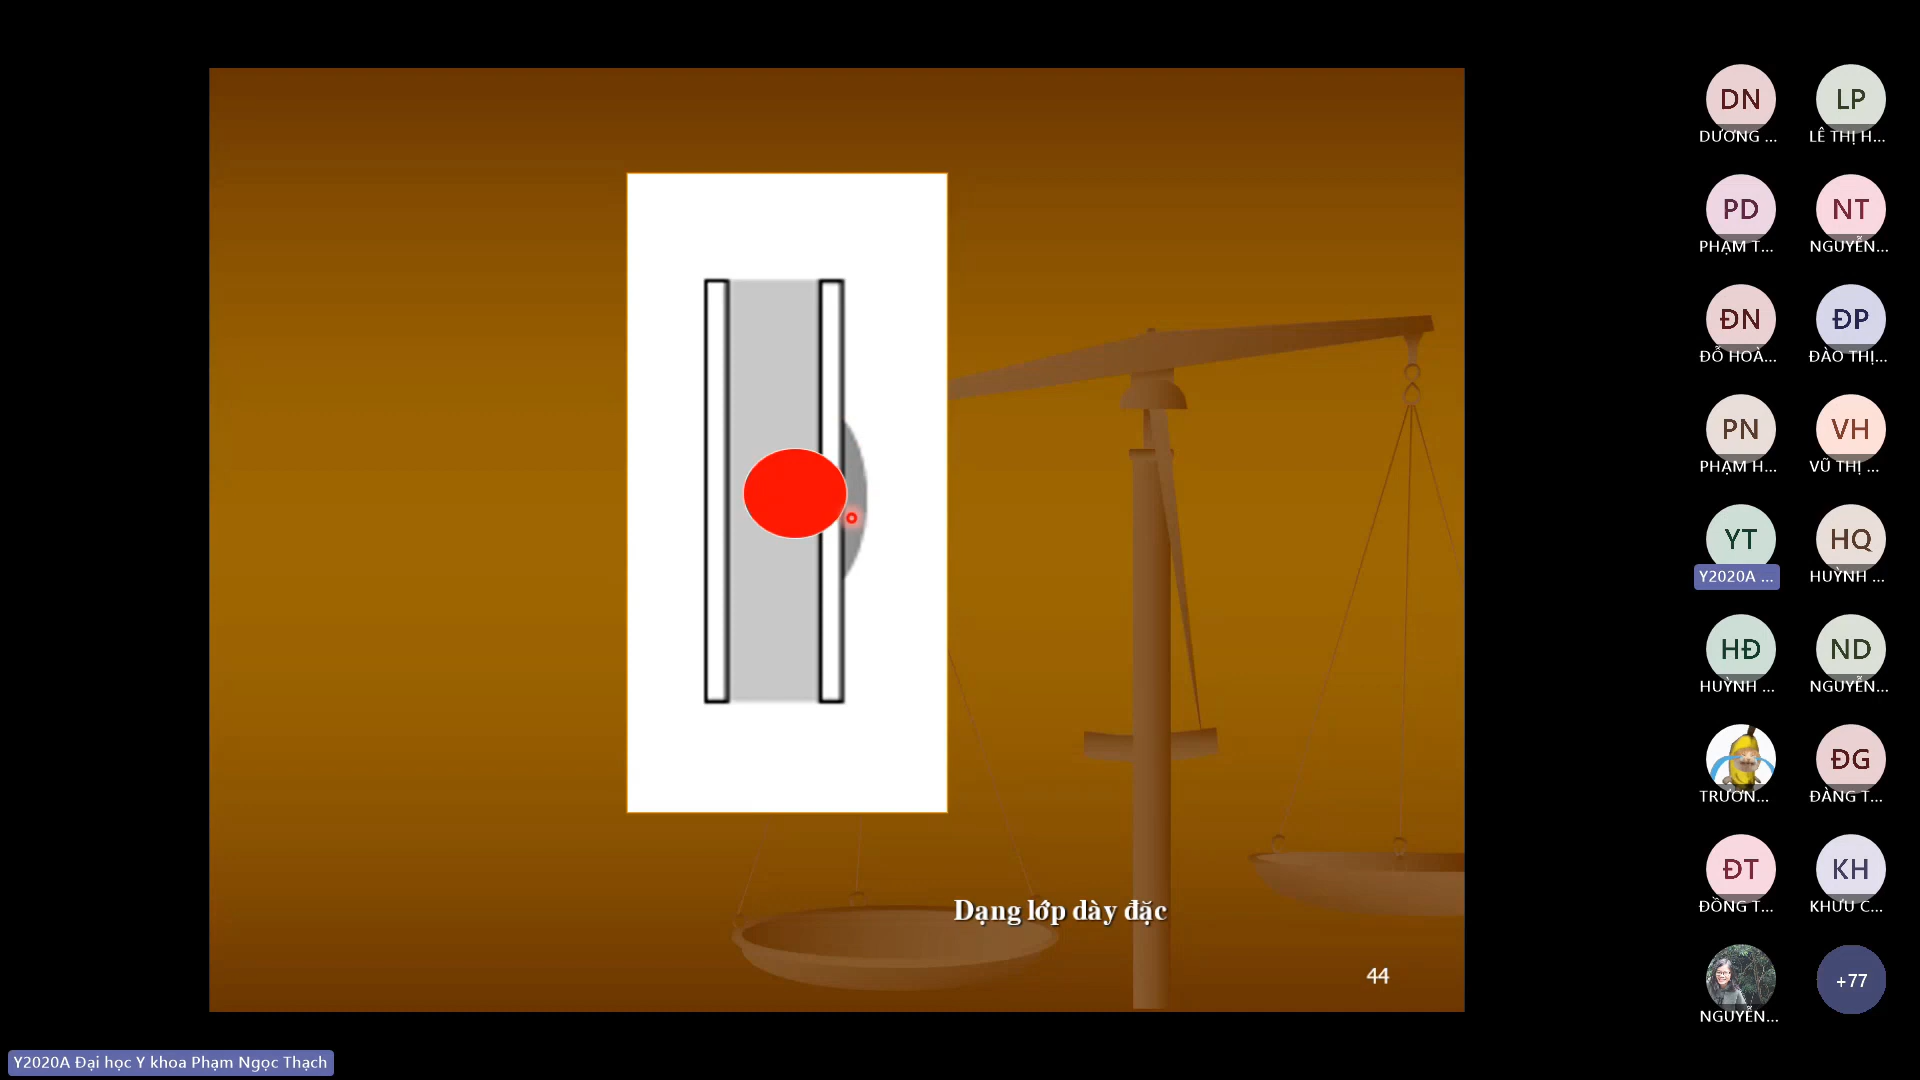 Dạng lớp dày đặc
44
DN
DƯƠNG ...
LP
LÊ THỊ H...
PD
PHẠM T...
NT
NGUYỄN...
ĐN
ĐỖ HOÀ...
ĐP
ĐÀO THỊ...
PN
PHẠM H...
VH
VŨ THỊ ...
YT
Y2020A ...
HQ
HUỲNH ...
HĐ
HUỲNH ...
ND
NGUYỄN...
TRƯƠN...
ĐG
ĐÀNG T...
ĐT
ĐỒNG T...
KH
KHƯU C...
NGUYỄN...
+77
Y2020A Đại học Y khoa Phạm Ngọc Thạch